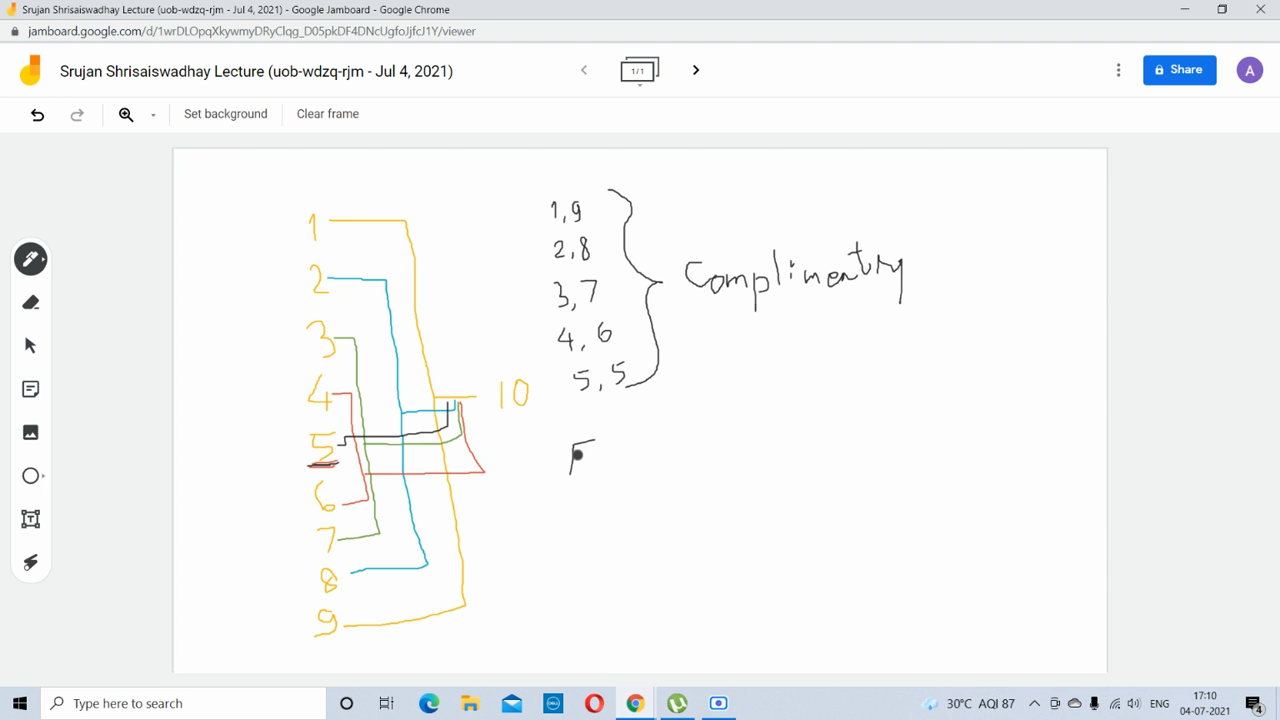 Srujan Shrisaiswadhay Lecture (uob-wdzq-rjm - Jul 4, 2021) - Google Jamboard - Google Chrome
jamboard.google.com/d/1wrDLOpqXkywmyDRyClqg_D05pkDF4DNcUgfoJjfcJ1Y/viewer
Srujan Shrisaiswadhay Lecture (uob-wdzq-rjm - Jul 4, 2021)
1/1
Share
A
Set background
Clear frame
1
2
3
4
5
6
7
8
9
10
1,9
2,8
3,7
4,6
5,5
Complimentry
F
Type here to search
DELL
30°C AQI 87
ENG
17:10
04-07-2021
4